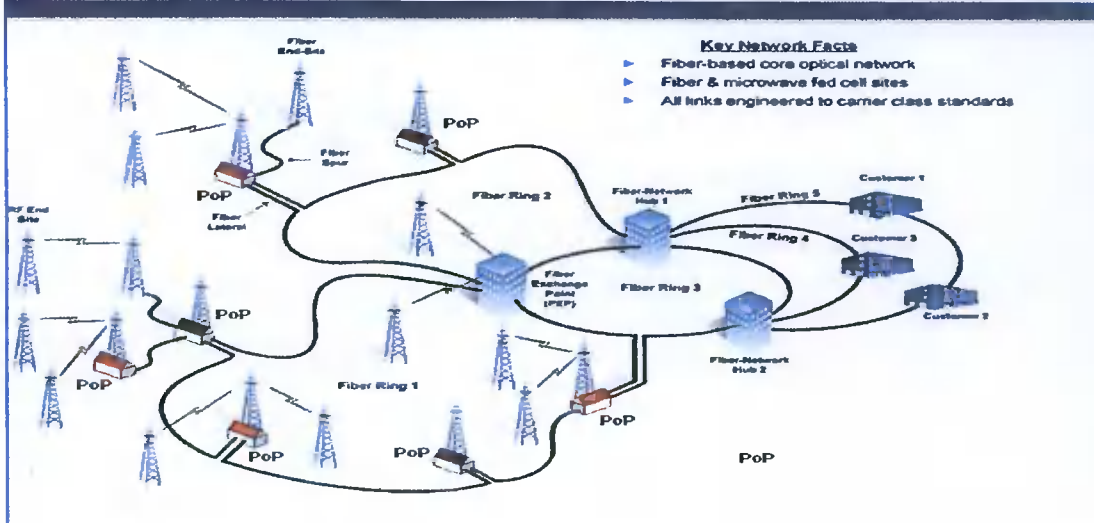 Key Network Facts
Fiber-based core optical network
Fiber & microwave fed cell sites
All links engineered to carrier class standards
Fiber
End-Site
PoP
Fiber
Spur
PoP
Fiber
Lateral
Fiber Ring 2
Fiber-Network
Hub 1
Fiber Ring 5
Customer 1
Fiber Ring 4
Customer 3
RF End
Site
Fiber
Exchange
Point
(FXP)
Fiber Ring 3
Customer 2
PoP
Fiber-Network
Hub 2
PoP
Fiber Ring 1
PoP
PoP
PoP
PoP